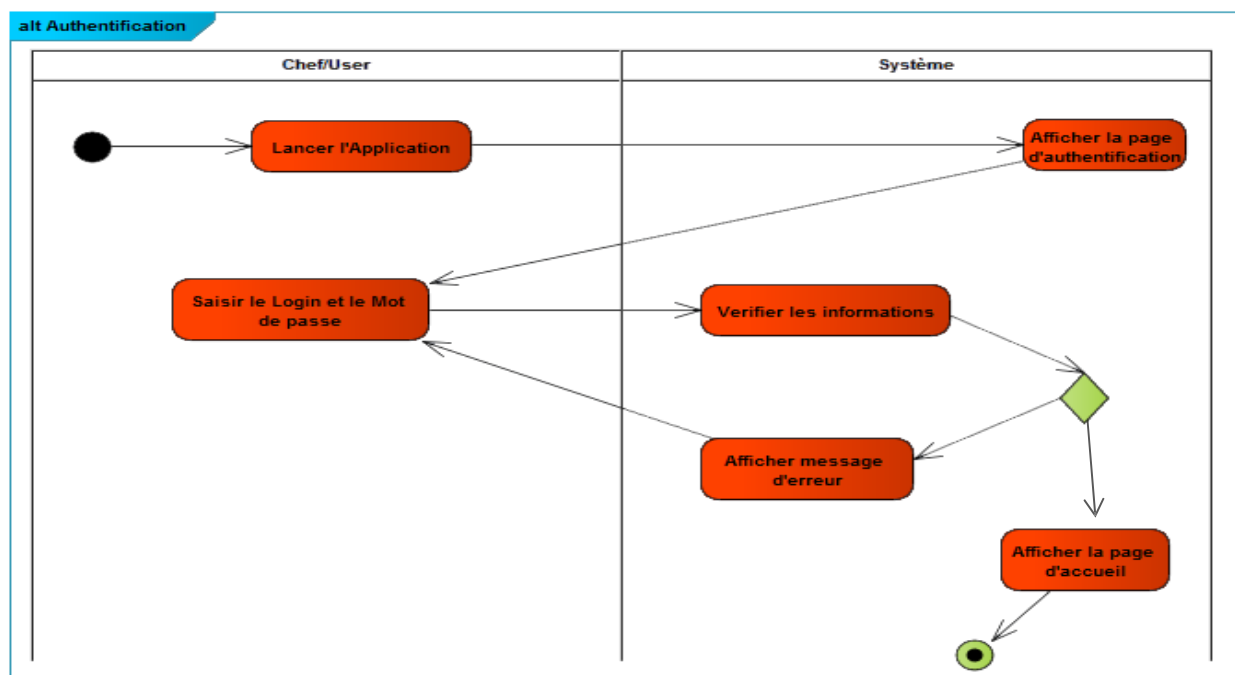 alt Authentification
Chef/User
Système
Lancer l'Application
Afficher la page
d'authentification
Saisir le Login et le Mot
de passe
Verifier les informations
Afficher message
d'erreur
Afficher la page
d'accueil